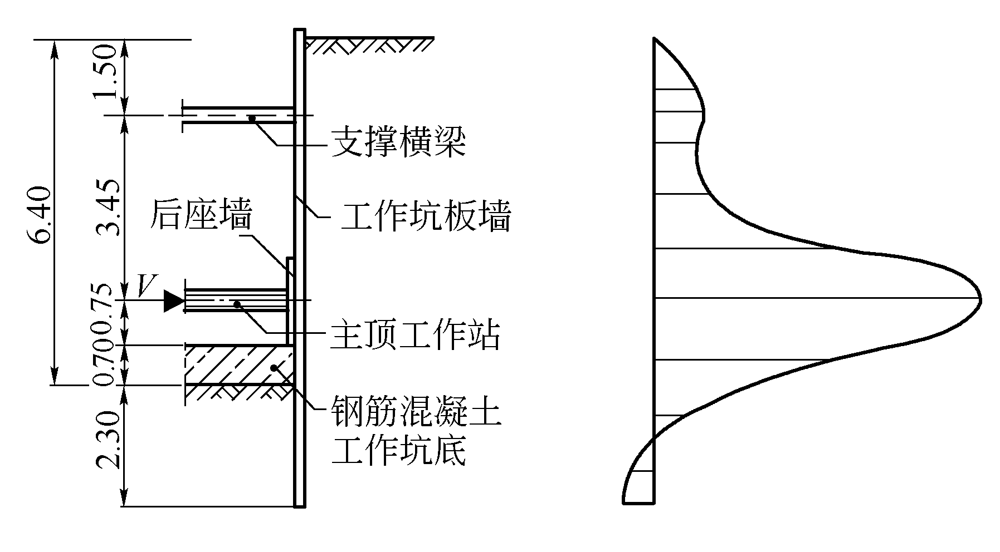 1.50
支撑横梁
3.45
6.40
后座墙
工作坑板墙
V
0.75
主顶工作站
0.70
钢筋混凝土
工作坑底
2.30